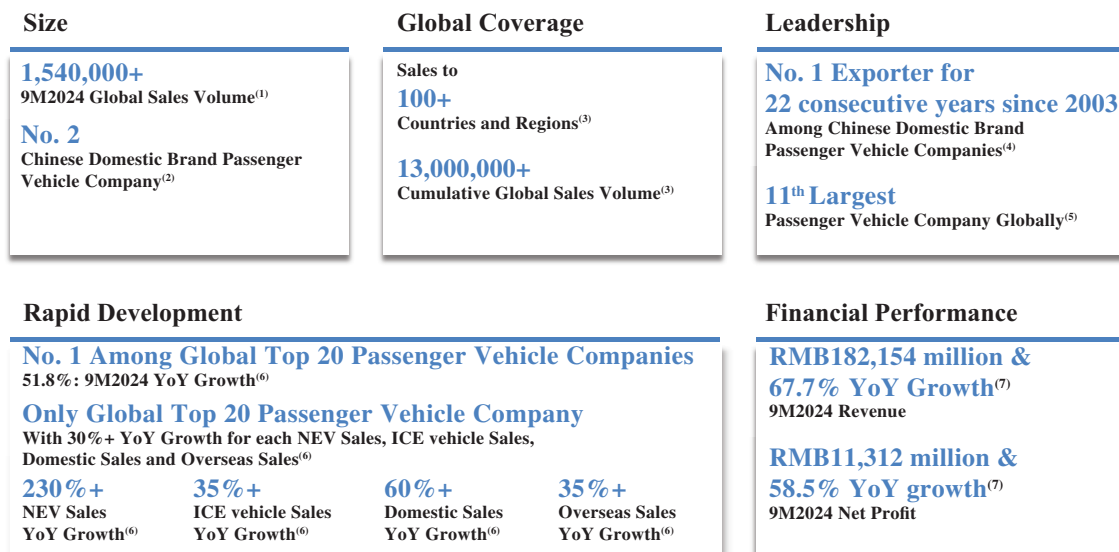 Size
1,540,000+
9M2024 Global Sales Volume(1)
No. 2
Chinese Domestic Brand Passenger
Vehicle Company(2)
Global Coverage
Sales to
100+
Countries and Regions(3)
13,000,000+
Cumulative Global Sales Volume(3)
Leadership
No. 1 Exporter for
22 consecutive years since 2003
Among Chinese Domestic Brand
Passenger Vehicle Companies(4)
11th Largest
Passenger Vehicle Company Globally(5)
Rapid Development
No. 1 Among Global Top 20 Passenger Vehicle Companies
51.8%: 9M2024 YoY Growth(6)
Only Global Top 20 Passenger Vehicle Company
With 30%+ YoY Growth for each NEV Sales, ICE vehicle Sales,
Domestic Sales and Overseas Sales(6)
230%+
NEV Sales
YoY Growth(6)
35%+
ICE vehicle Sales
YoY Growth(6)
60%+
Domestic Sales
YoY Growth(6)
35%+
Overseas Sales
YoY Growth(6)
Financial Performance
RMB182,154 million &
67.7% YoY Growth(7)
9M2024 Revenue
RMB11,312 million &
58.5% YoY growth(7)
9M2024 Net Profit